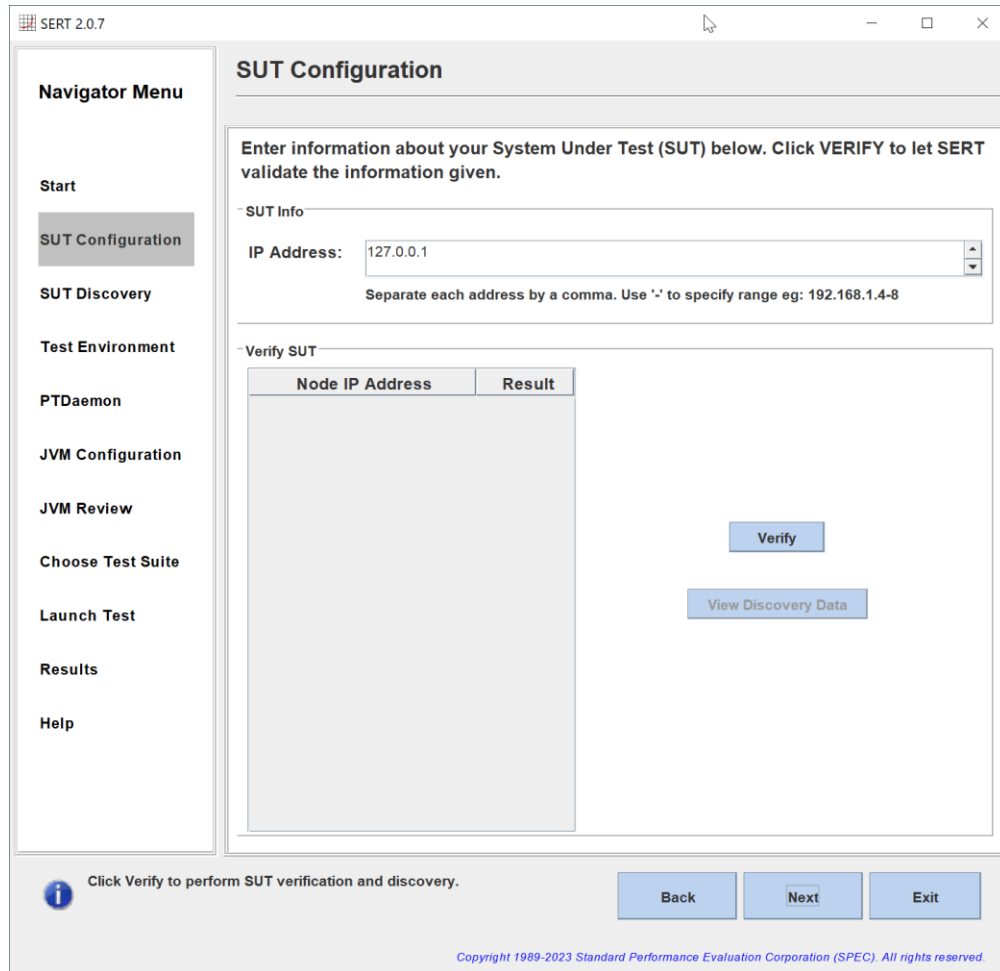 SERT 2.0.7
Navigator Menu
Start
SUT Configuration
SUT Discovery
Test Environment
PTDaemon
JVM Configuration
JVM Review
Choose Test Suite
Launch Test
Results
Help
SUT Configuration
Enter information about your System Under Test (SUT) below. Click VERIFY to let SERT
validate the information given.
SUT Info
IP Address: 127.0.0.1
Separate each address by a comma. Use '-' to specify range eg: 192.168.1.4-8
Verify SUT
Node IP Address Result
Verify
View Discovery Data
Click Verify to perform SUT verification and discovery.
Back Next Exit
Copyright 1989-2023 Standard Performance Evaluation Corporation (SPEC). All rights reserved.